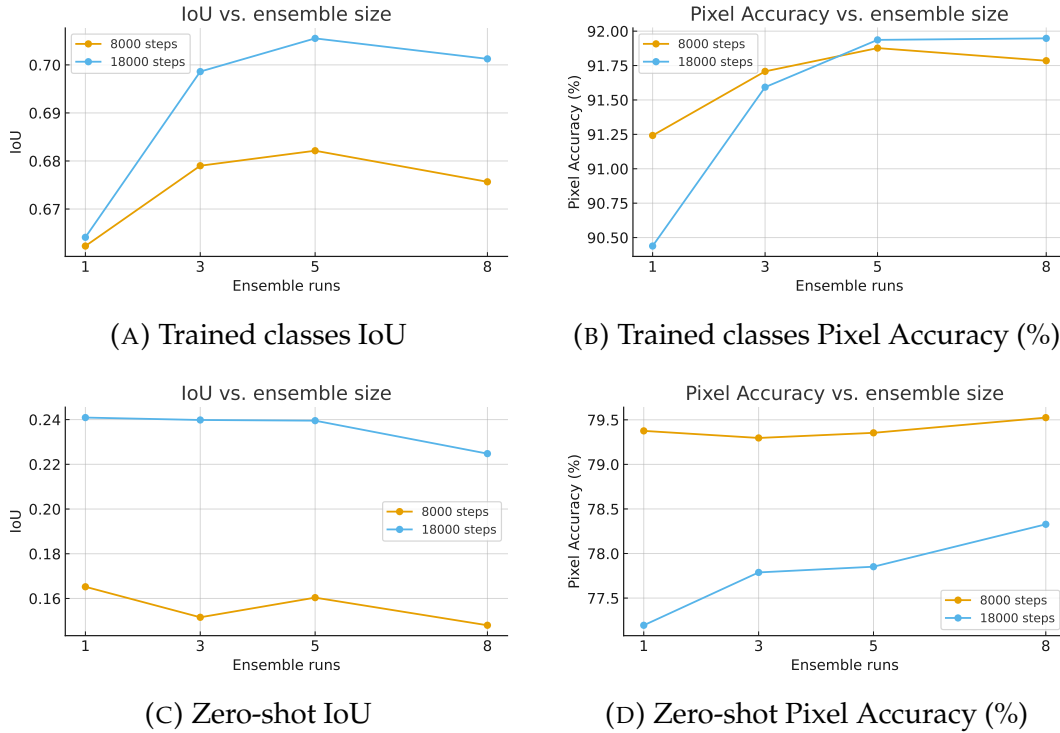 IoU vs. ensemble size
8000 steps
18000 steps
0.70
0.69
0.68
0.67
IoU
1 3 5 8
Ensemble runs
(A) Trained classes IoU
Pixel Accuracy vs. ensemble size
8000 steps
18000 steps
92.00
91.75
91.50
91.25
91.00
90.75
90.50
Pixel Accuracy (%)
1 3 5 8
Ensemble runs
(B) Trained classes Pixel Accuracy (%)
IoU vs. ensemble size
0.24
0.22
0.20
0.18
0.16
IoU
8000 steps
18000 steps
1 3 5 8
Ensemble runs
(C) Zero-shot IoU
Pixel Accuracy vs. ensemble size
79.5
79.0
78.5
78.0
77.5
Pixel Accuracy (%)
8000 steps
18000 steps
1 3 5 8
Ensemble runs
(D) Zero-shot Pixel Accuracy (%)